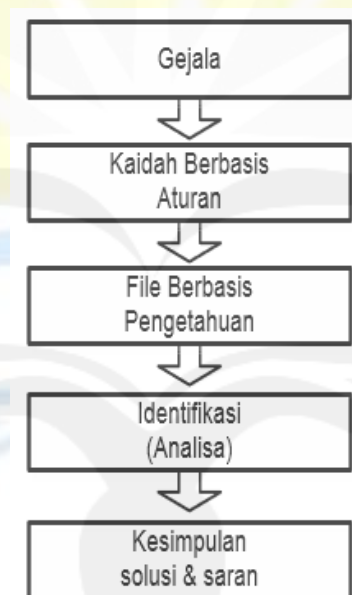 Gejala
Kaidah Berbasis
Aturan
File Berbasis
Pengetahuan
Identifikasi
(Analisa)
Kesimpulan
solusi & saran